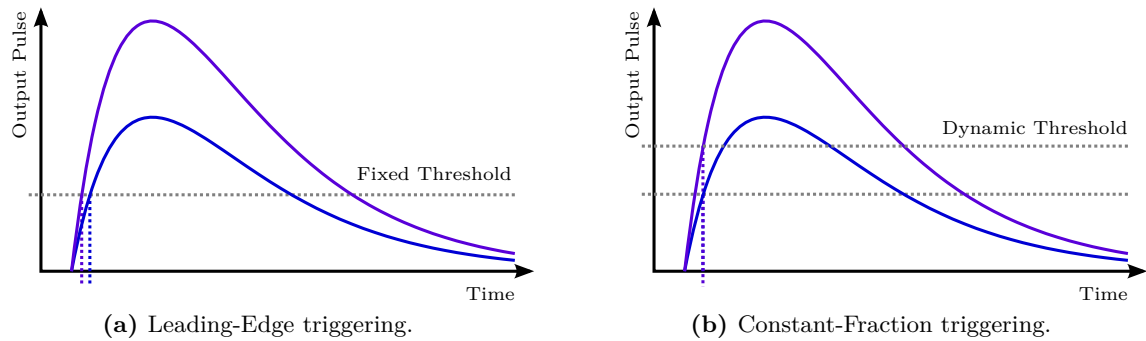 Output Pulse
Fixed Threshold
Time
(a) Leading-Edge triggering.
Output Pulse
Dynamic Threshold
Time
(b) Constant-Fraction triggering.